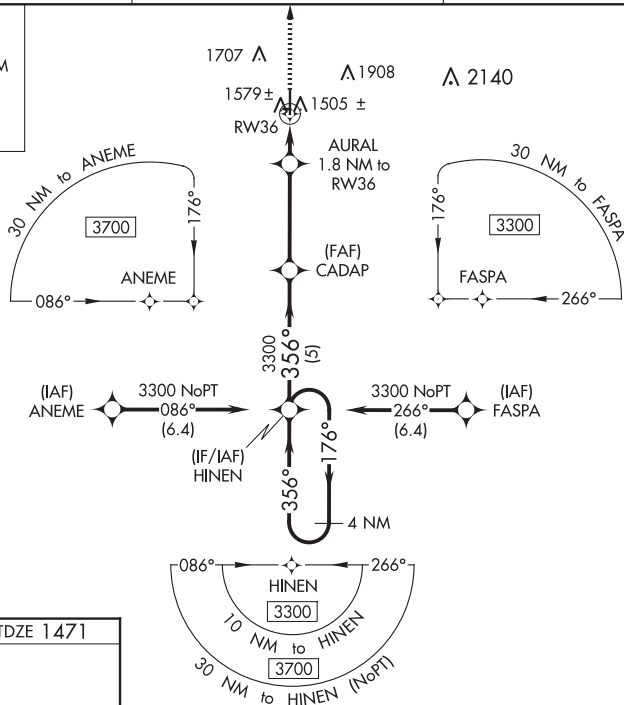 M
1707
1908
2140
1579±
1505 ±
RW36
AURAL
1.8 NM to
RW36
30 NM to ANEME
3700
176°
ANEME
086°
30 NM to FASPA
3300
176°
FASPA
266°
(FAF)
CADAP
3300
356°
(5)
(IAF)
ANEME
3300 NoPT
086°
(6.4)
3300 NoPT
266°
(6.4)
(IAF)
FASPA
(IF/IAF)
HINEN
356°
176°
4 NM
086°
266°
HINEN
3300
10 NM to HINEN
3700
30 NM to HINEN (NoPT)
TDZE 1471